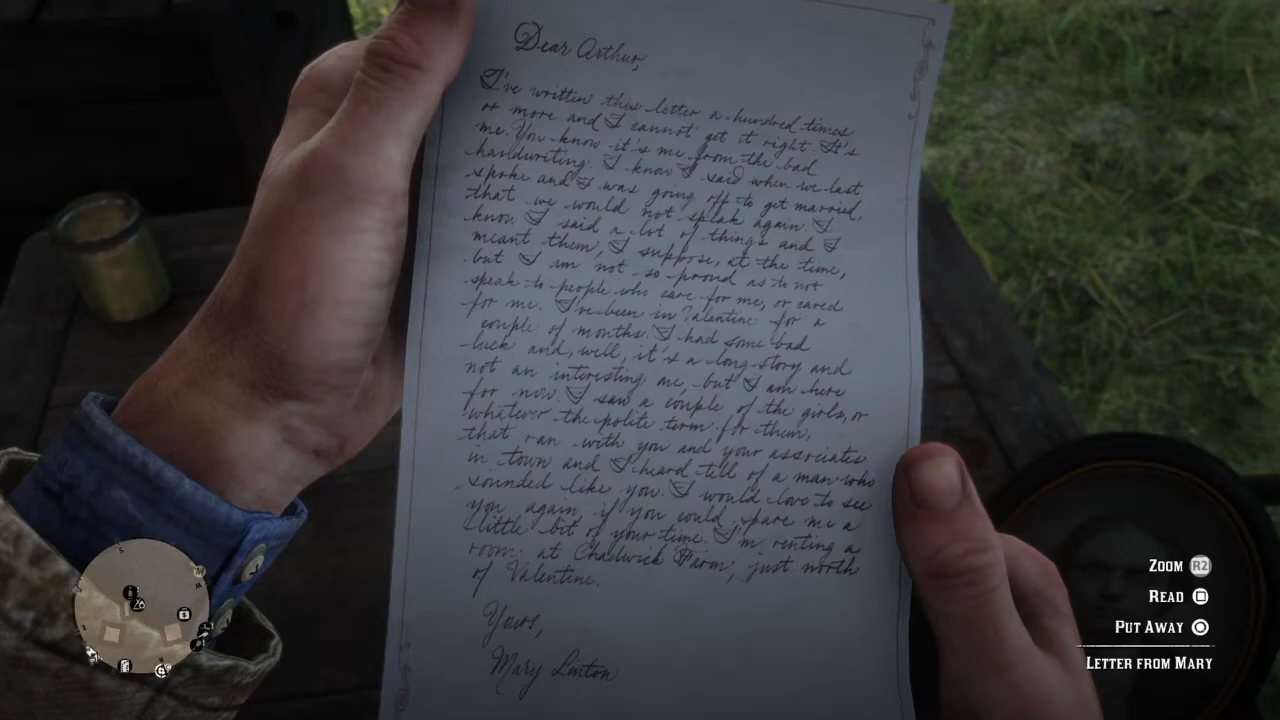 Dear Arthur,
I've written this letter a hundred times
or more and I cannot get it right. It's
me. You know it's me from the bad
handwriting. I know I said when we last
spoke and I was going off to get married,
that we would not speak again. I
know I said a lot of things and I
meant them, I suppose, at the time,
but I am not so proud as to not
speak to people who care for me, or cared
for me. I've been in Valentine for a
couple of months. I had some bad
luck and, well, it's a long story and
not an interesting one, but I am here
for now. I saw a couple of the girls, or
whatever the polite term for them,
that ran with you and your associates
in town and I heard tell of a man who
sounded like you. I would love to see
you again if you could spare me a
little bit of your time. I'm renting a
room at Chadwick Farm, just north
of Valentine.
Yours,
Mary Linton
ZOOM R2
READ
PUT AWAY
LETTER FROM MARY